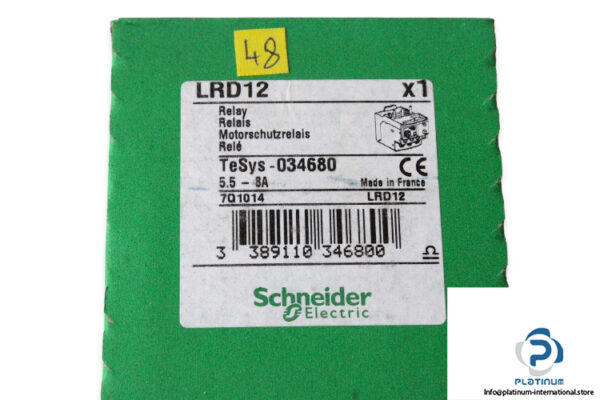 48
LRD12 x1
Relay
Relais
Motorschutzrelais
Relé
TeSys - 034680 CE
5.5 - 8A Made in France
7Q1014 LRD12
3 389110 346800
Schneider
Electric
PLATINUM
Info@platinum-international.store